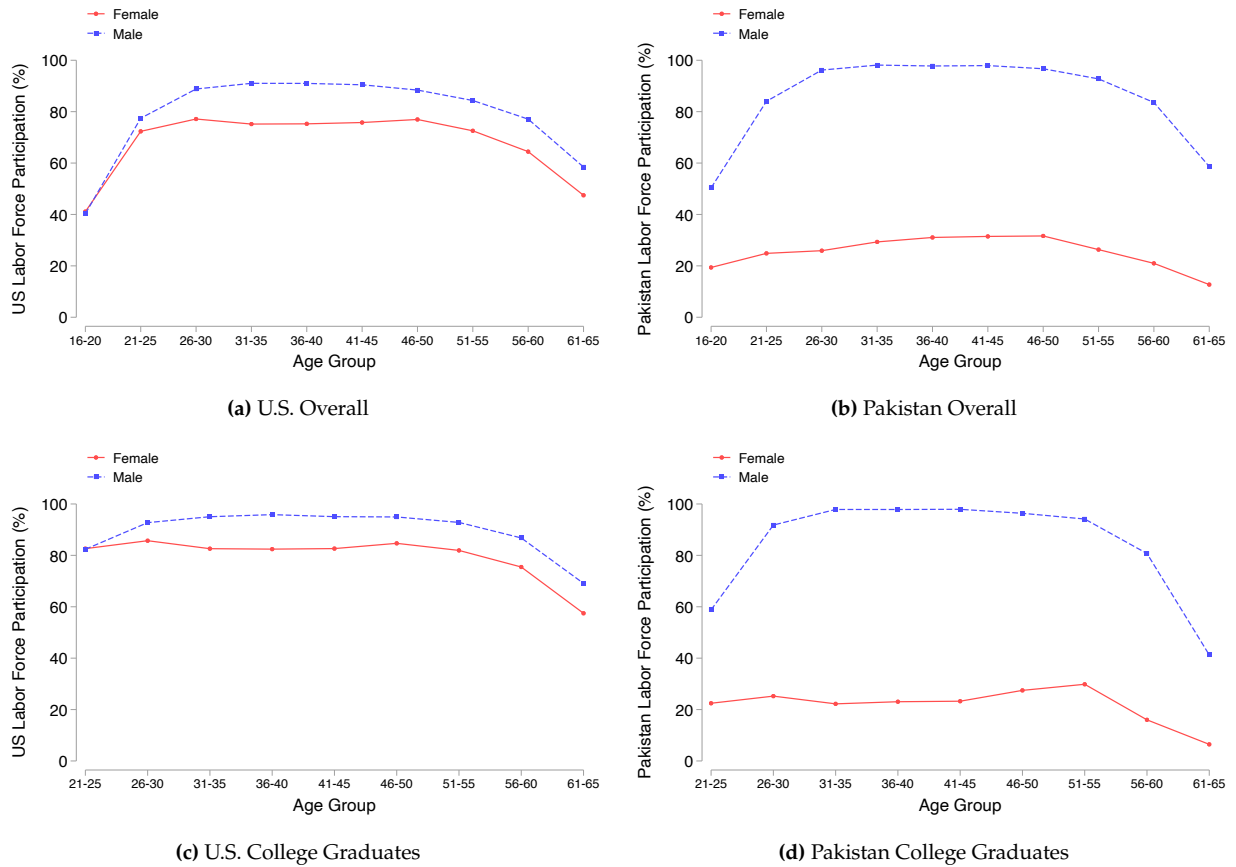 Female
Male
US Labor Force Participation (%)
100
80
60
40
20
0
16-20 21-25 26-30 31-35 36-40 41-45 46-50 51-55 56-60 61-65
Age Group
(a) U.S. Overall
Female
Male
Pakistan Labor Force Participation (%)
100
80
60
40
20
0
16-20 21-25 26-30 31-35 36-40 41-45 46-50 51-55 56-60 61-65
Age Group
(b) Pakistan Overall
Female
Male
US Labor Force Participation (%)
100
80
60
40
20
0
21-25 26-30 31-35 36-40 41-45 46-50 51-55 56-60 61-65
Age Group
(c) U.S. College Graduates
Female
Male
Pakistan Labor Force Participation (%)
100
80
60
40
20
0
21-25 26-30 31-35 36-40 41-45 46-50 51-55 56-60 61-65
Age Group
(d) Pakistan College Graduates